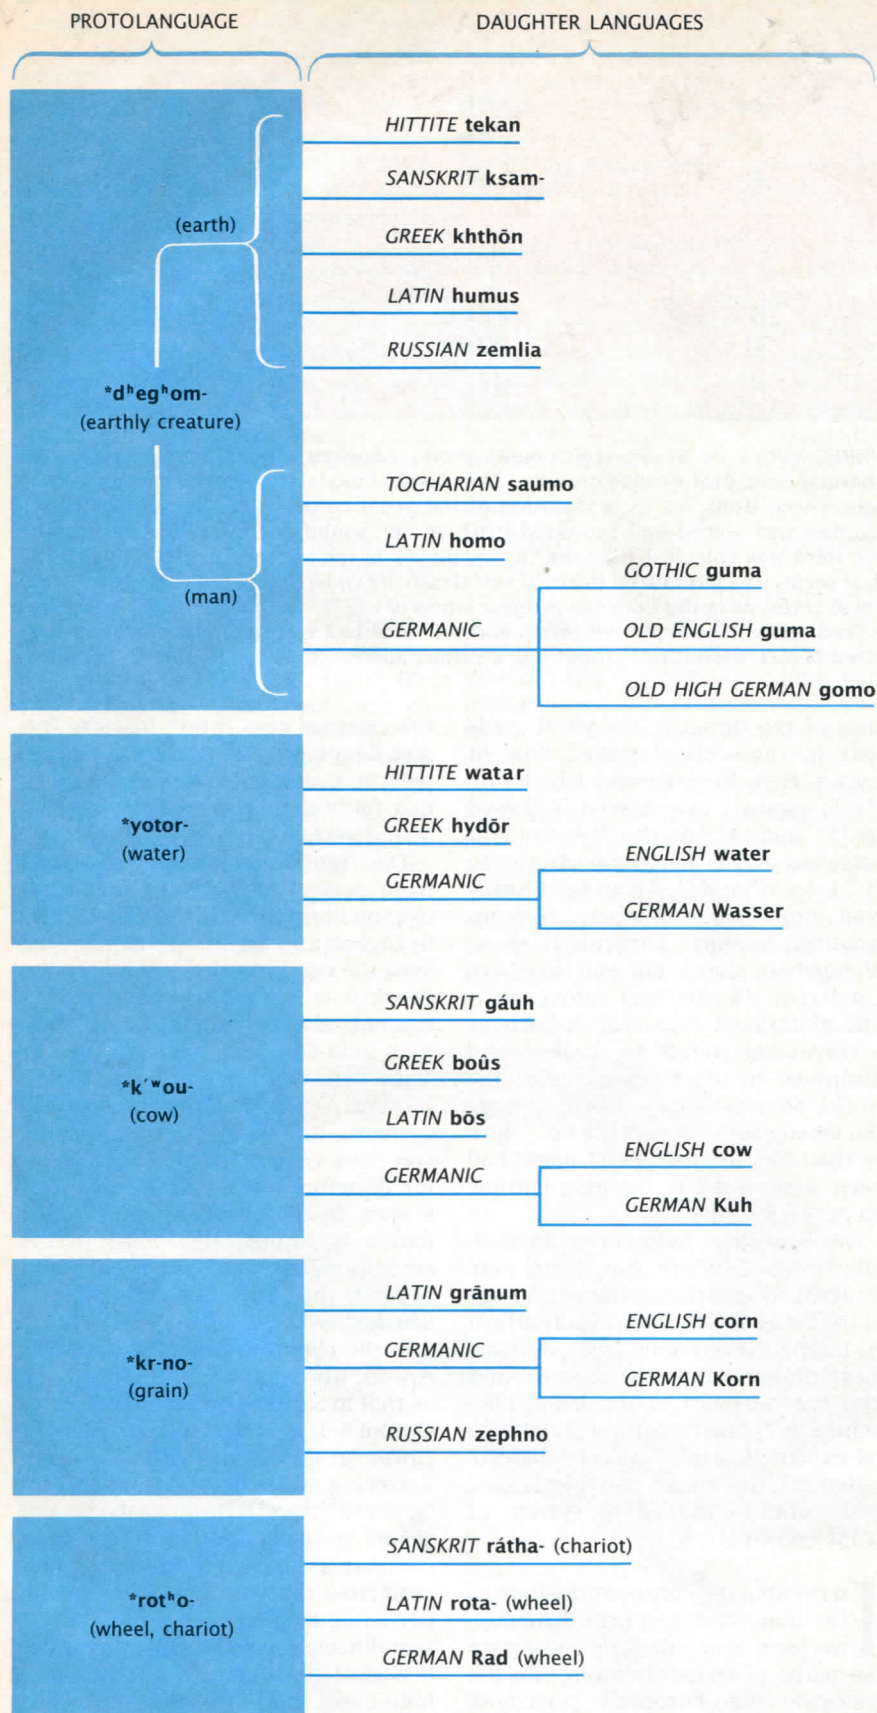 PROTOLANGUAGE
DAUGHTER LANGUAGES
HITTITE tekan
SANSKRIT ksam-
(earth)
GREEK khthōn
LATIN humus
RUSSIAN zemlia
*dʰegʰom-
(earthly creature)
TOCHARIAN saumo
LATIN homo
(man)
GERMANIC
GOTHIC guma
OLD ENGLISH guma
OLD HIGH GERMAN gomo
*yotor-
(water)
HITTITE watar
GREEK hydōr
GERMANIC
ENGLISH water
GERMAN Wasser
*k´ʷou-
(cow)
SANSKRIT gáuh
GREEK boûs
LATIN bōs
GERMANIC
ENGLISH cow
GERMAN Kuh
*kr-no-
(grain)
LATIN grānum
GERMANIC
ENGLISH corn
GERMAN Korn
RUSSIAN zephno
*rotʰo-
(wheel, chariot)
SANSKRIT rátha- (chariot)
LATIN rota- (wheel)
GERMAN Rad (wheel)